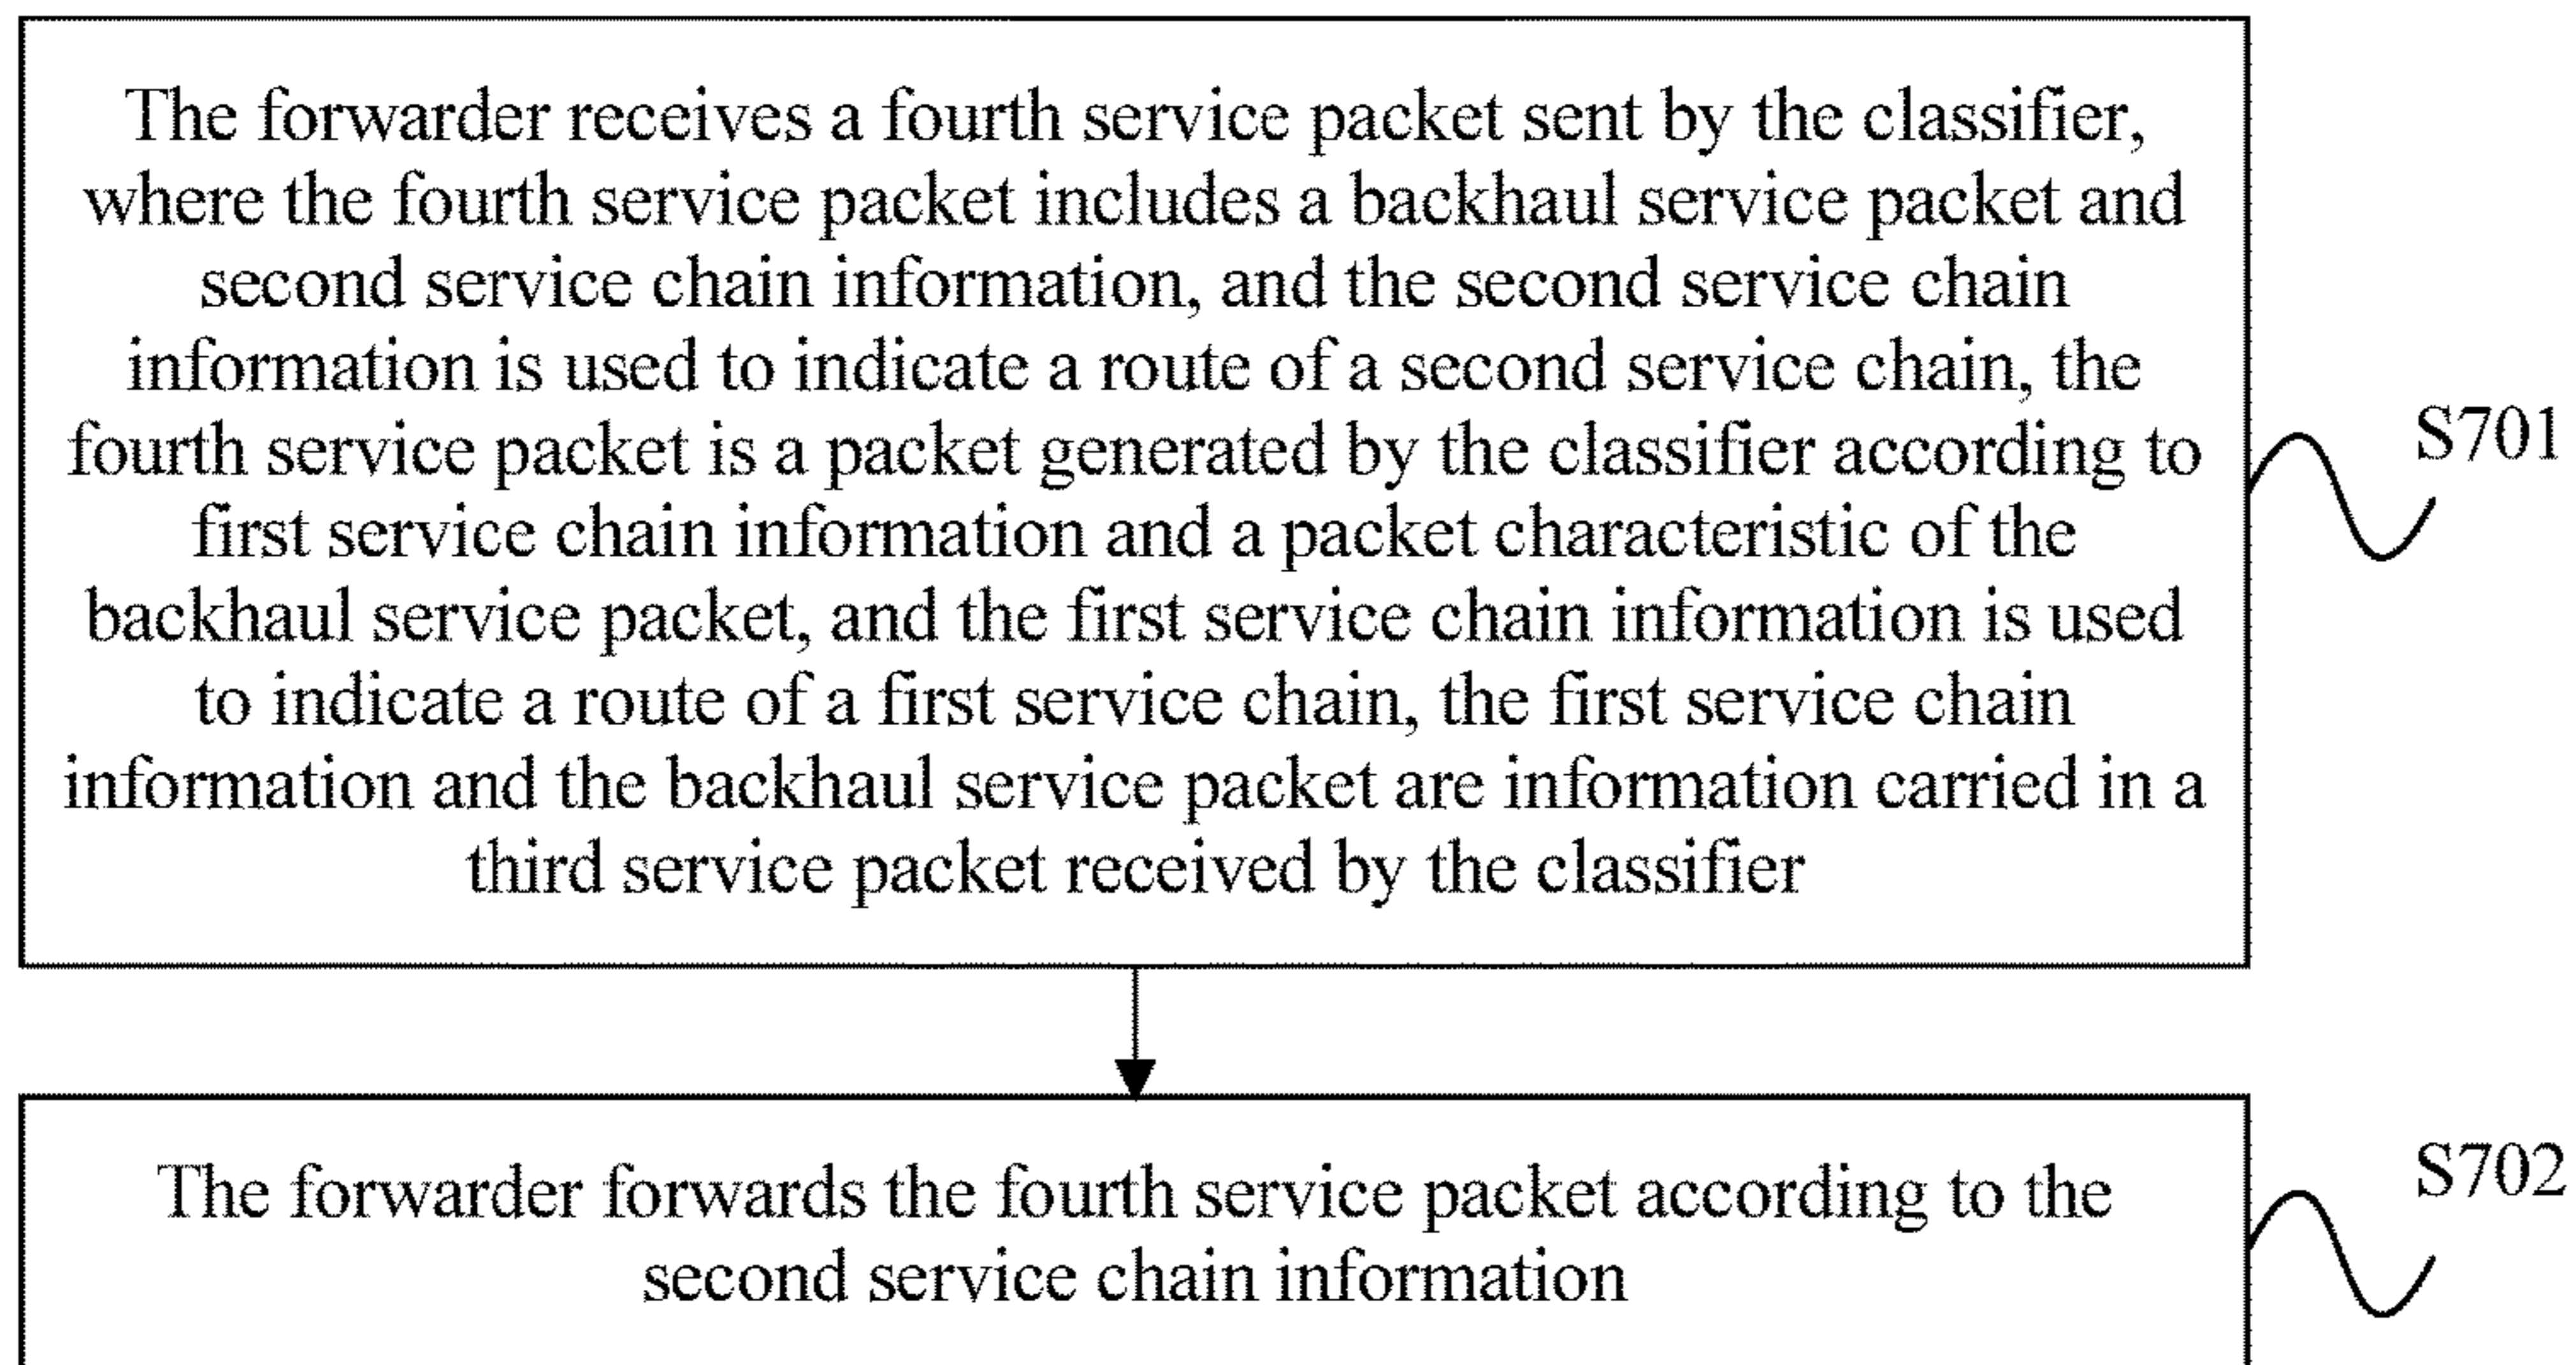 The forwarder receives a fourth service packet sent by the classifier,
where the fourth service packet includes a backhaul service packet and
second service chain information, and the second service chain
information is used to indicate a route of a second service chain, the
fourth service packet is a packet generated by the classifier according to
first service chain information and a packet characteristic of the
backhaul service packet, and the first service chain information is used
to indicate a route of a first service chain, the first service chain
information and the backhaul service packet are information carried in a
third service packet received by the classifier
S701
The forwarder forwards the fourth service packet according to the
second service chain information
S702